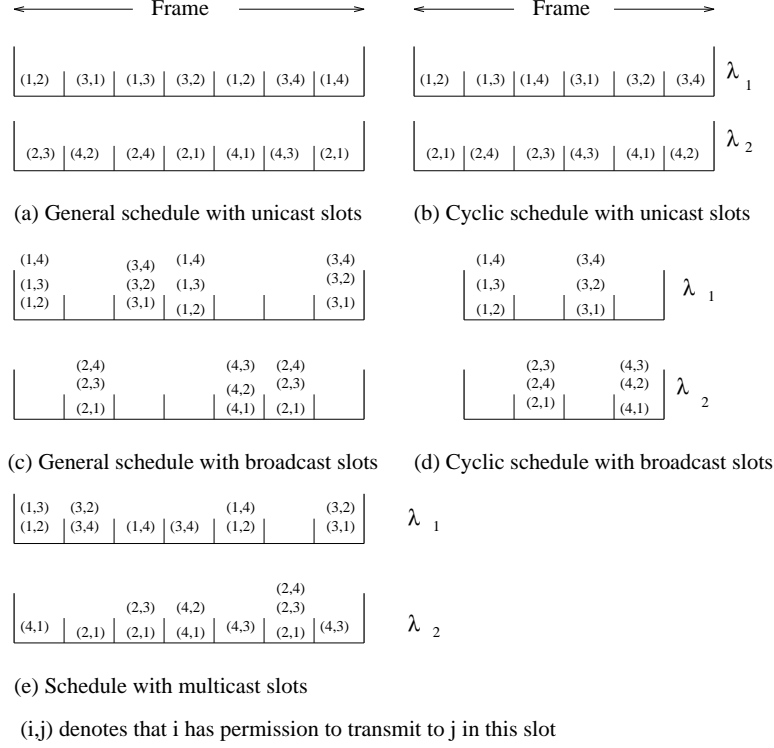 Frame Frame
(1,2) (3,1) (1,3) (3,2) (1,2) (3,4) (1,4) (1,2) (1,3) (1,4) (3,1) (3,2) (3,4) λ 1
(2,3) (4,2) (2,4) (2,1) (4,1) (4,3) (2,1) (2,1) (2,4) (2,3) (4,3) (4,1) (4,2) λ 2
(a) General schedule with unicast slots (b) Cyclic schedule with unicast slots
(1,4) (3,4) (1,4) (3,4) (1,4) (3,4)
(1,3) (3,2) (1,3) (3,2) (1,3) (3,2) λ 1
(1,2) (3,1) (1,2) (3,1) (1,2) (3,1)
(2,4) (4,3) (2,4) (2,3) (4,3)
(2,3) (4,2) (2,3) (2,4) (4,2) λ 2
(2,1) (4,1) (2,1) (2,1) (4,1)
(c) General schedule with broadcast slots (d) Cyclic schedule with broadcast slots
(1,3) (3,2) (1,4) (3,2)
(1,2) (3,4) (1,4) (3,4) (1,2) (3,1) λ 1
(2,4)
(2,3) (4,2) (2,3)
(4,1) (2,1) (2,1) (4,1) (4,3) (2,1) (4,3) λ 2
(e) Schedule with multicast slots
(i,j) denotes that i has permission to transmit to j in this slot